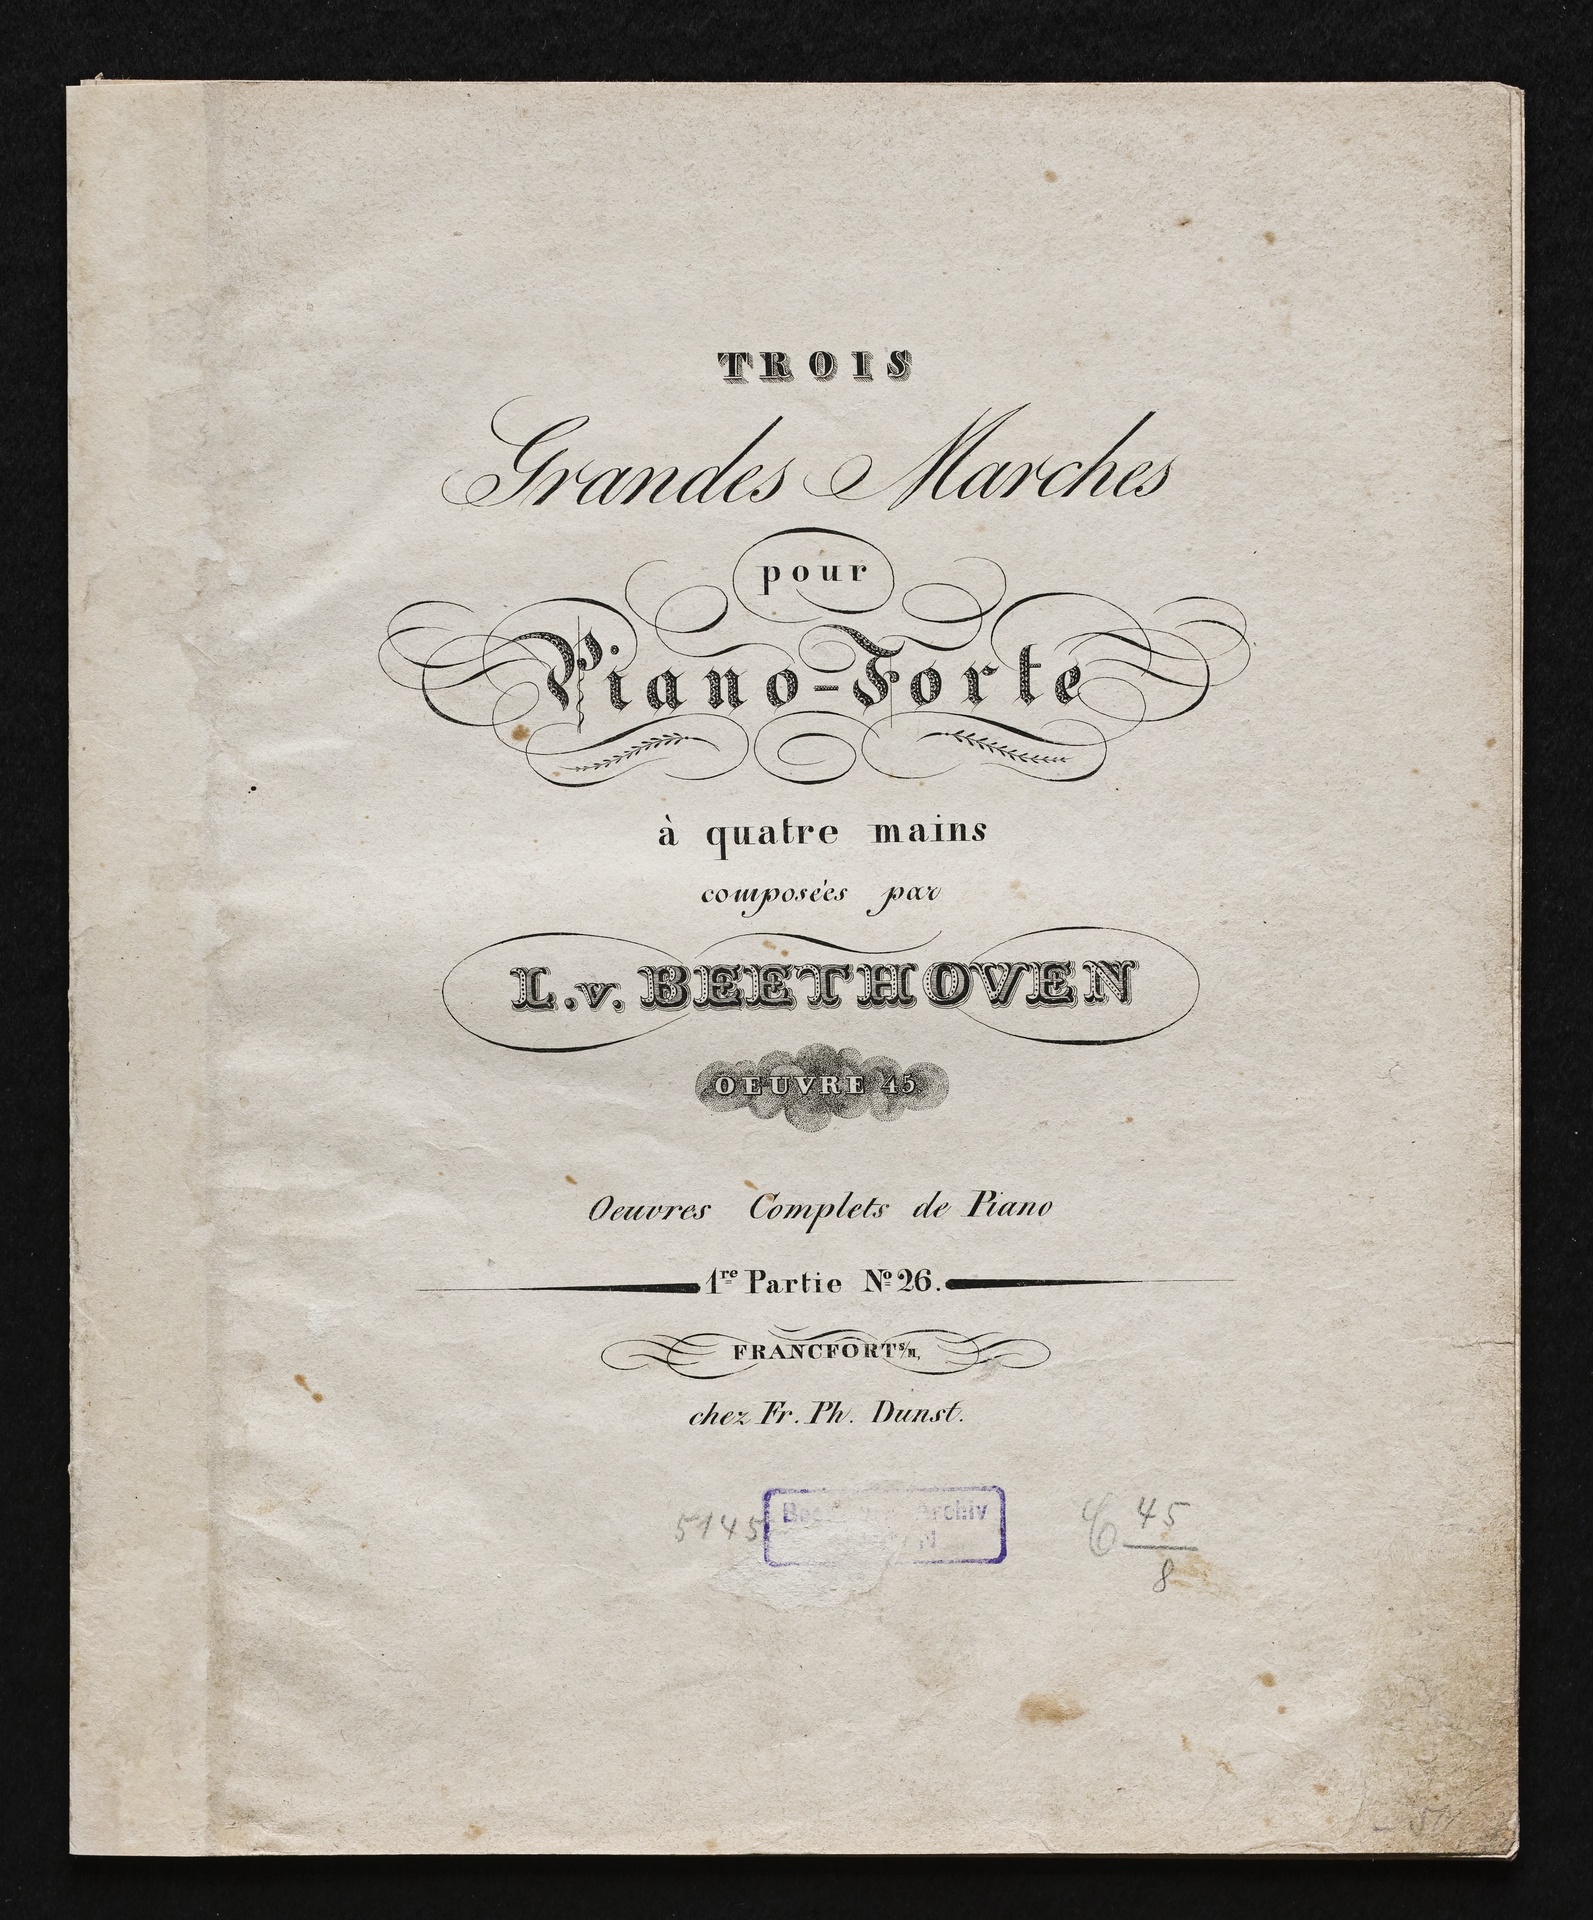 TROIS
Grandes Marches
pour
Piano-Forte
à quatre mains
composées par
L.v. BEETHOVEN
OEUVRE 45
Oeuvres Complets de Piano
1re Partie No 26.
FRANCFORT s/M,
chez Fr. Ph. Dunst.
5145
Archiv
C 45
8